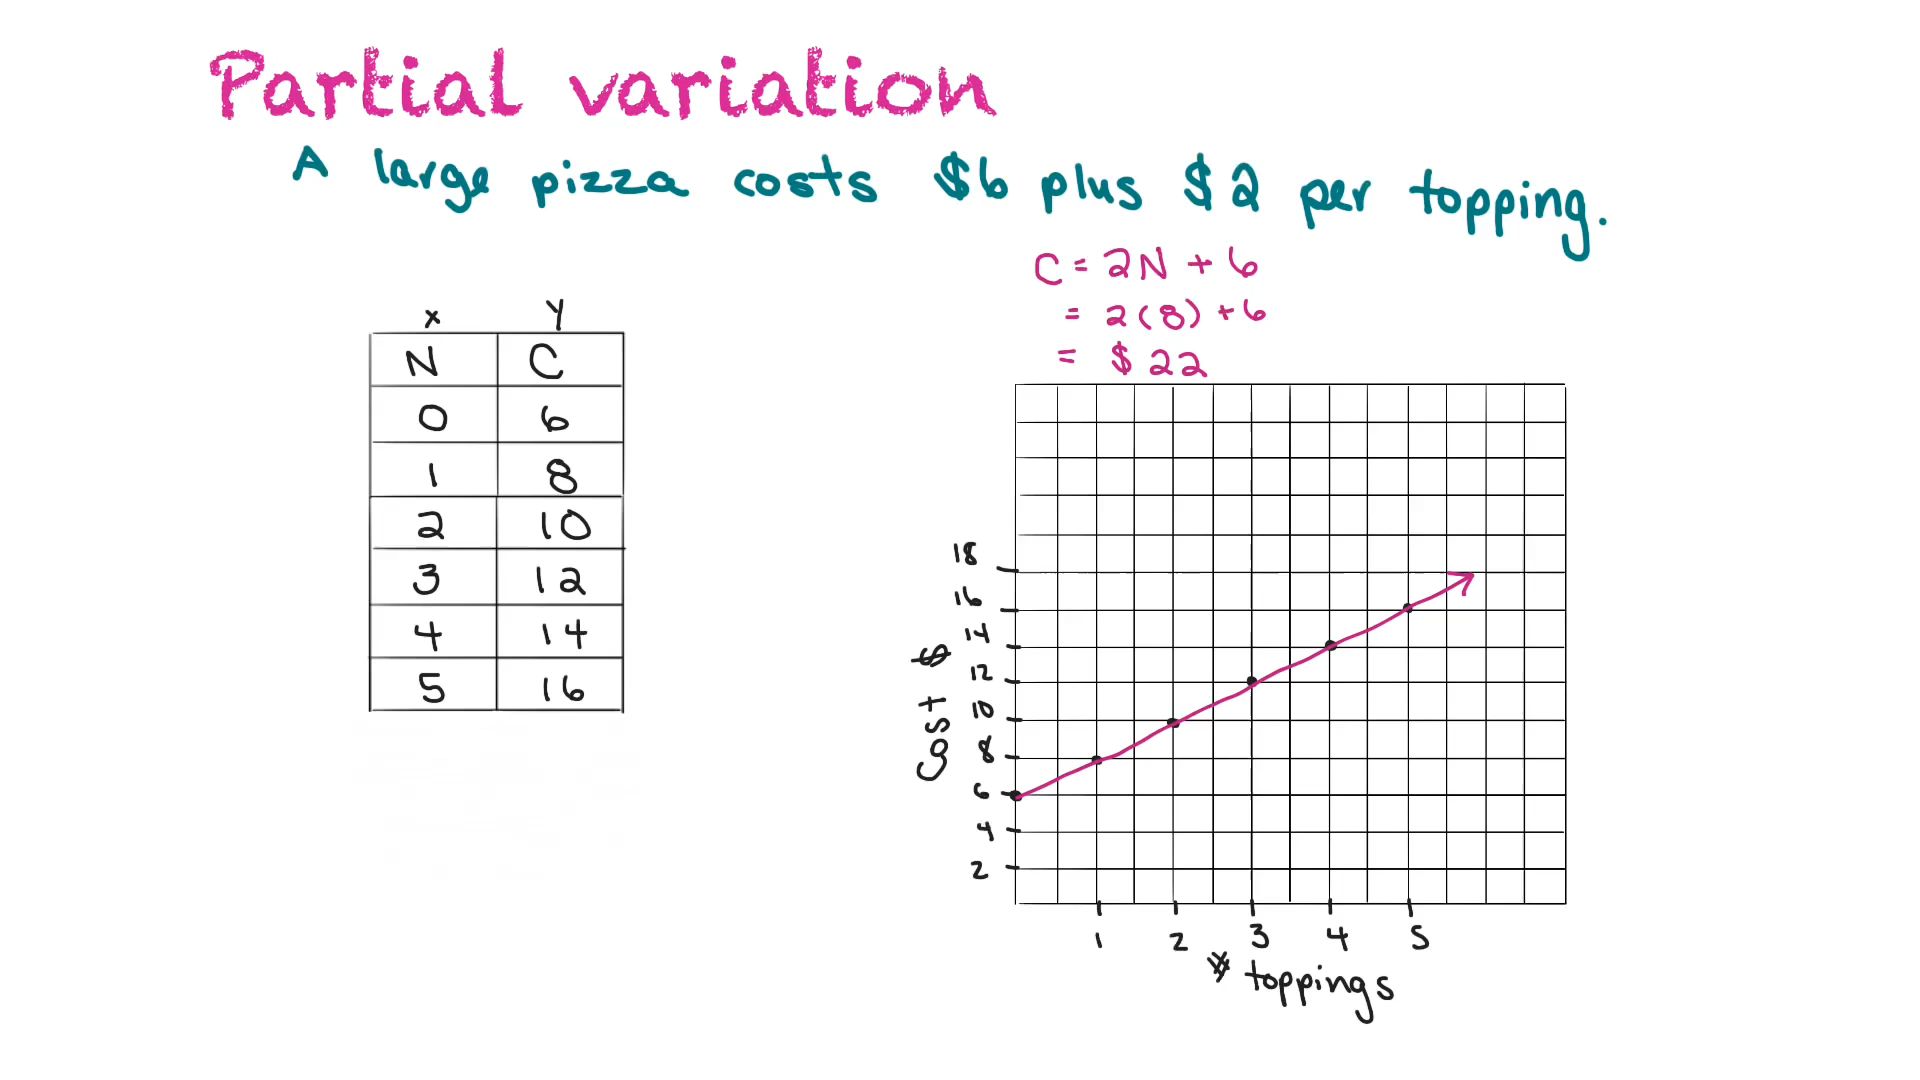 Partial variation
A large pizza costs $6 plus $2 per topping.
C = 2N + 6
= 2(8) + 6
= $22
x y
N C
0 6
1 8
2 10
3 12
4 14
5 16
18
16
14
12
10
8
6
4
2
Cost $
1 2 3 4 5
# toppings